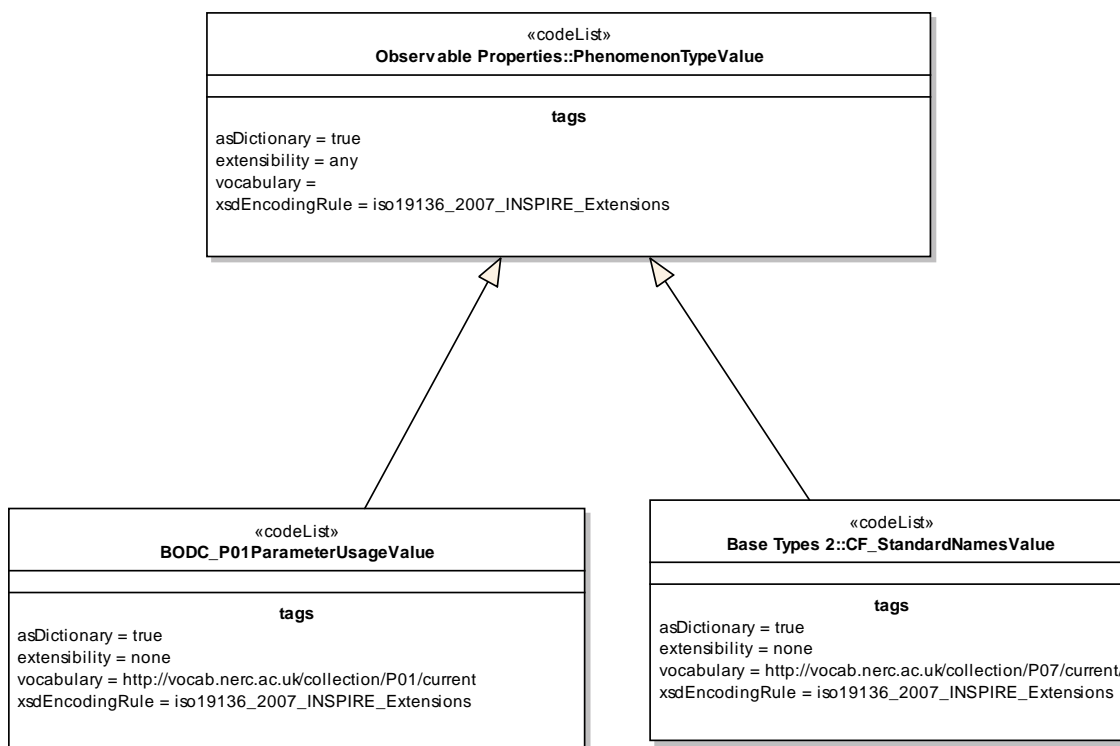 «codeList»
Observable Properties::PhenomenonTypeValue
tags
asDictionary = true
extensibility = any
vocabulary =
xsdEncodingRule = iso19136_2007_INSPIRE_Extensions
«codeList»
BODC_P01ParameterUsageValue
tags
asDictionary = true
extensibility = none
vocabulary = http://vocab.nerc.ac.uk/collection/P01/current
xsdEncodingRule = iso19136_2007_INSPIRE_Extensions
«codeList»
Base Types 2::CF_StandardNamesValue
tags
asDictionary = true
extensibility = none
vocabulary = http://vocab.nerc.ac.uk/collection/P07/current/
xsdEncodingRule = iso19136_2007_INSPIRE_Extensions